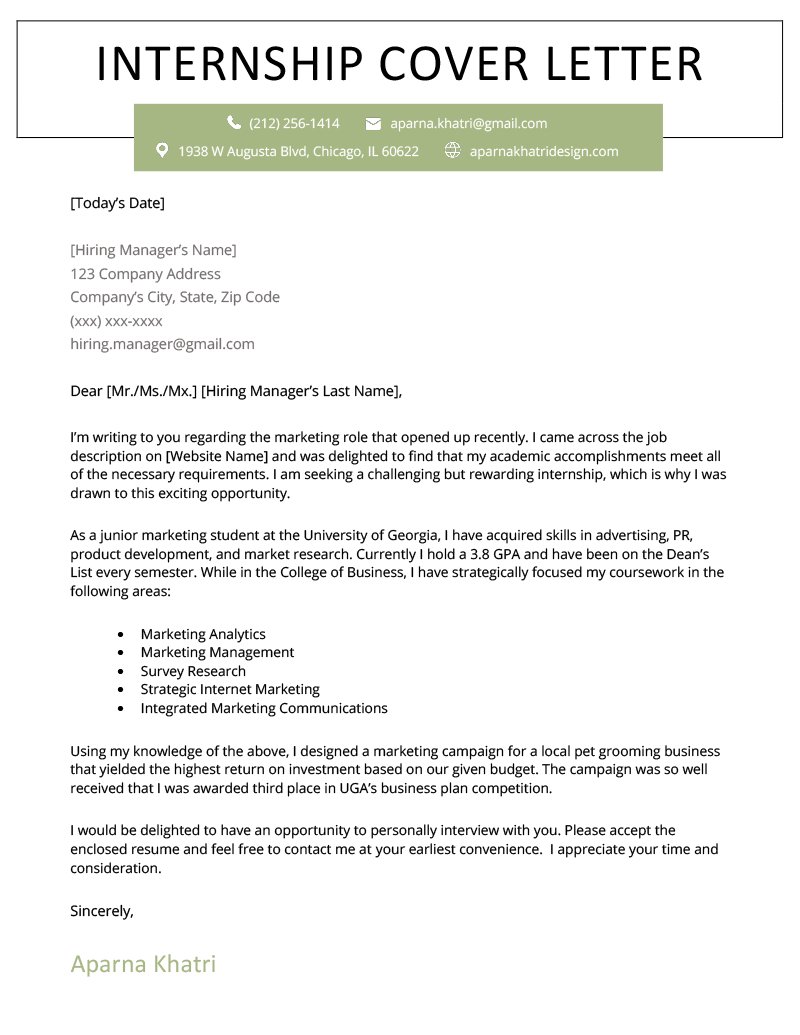 INTERNSHIP COVER LETTER
(212) 256-1414 aparna.khatri@gmail.com
1938 W Augusta Blvd, Chicago, IL 60622 aparnakhatridesign.com
[Today’s Date]
[Hiring Manager’s Name]
123 Company Address
Company’s City, State, Zip Code
(xxx) xxx-xxxx
hiring.manager@gmail.com
Dear [Mr./Ms./Mx.] [Hiring Manager’s Last Name],
I’m writing to you regarding the marketing role that opened up recently. I came across the job
description on [Website Name] and was delighted to find that my academic accomplishments meet all
of the necessary requirements. I am seeking a challenging but rewarding internship, which is why I was
drawn to this exciting opportunity.
As a junior marketing student at the University of Georgia, I have acquired skills in advertising, PR,
product development, and market research. Currently I hold a 3.8 GPA and have been on the Dean’s
List every semester. While in the College of Business, I have strategically focused my coursework in the
following areas:
• Marketing Analytics
• Marketing Management
• Survey Research
• Strategic Internet Marketing
• Integrated Marketing Communications
Using my knowledge of the above, I designed a marketing campaign for a local pet grooming business
that yielded the highest return on investment based on our given budget. The campaign was so well
received that I was awarded third place in UGA’s business plan competition.
I would be delighted to have an opportunity to personally interview with you. Please accept the
enclosed resume and feel free to contact me at your earliest convenience.  I appreciate your time and
consideration.
Sincerely,
Aparna Khatri